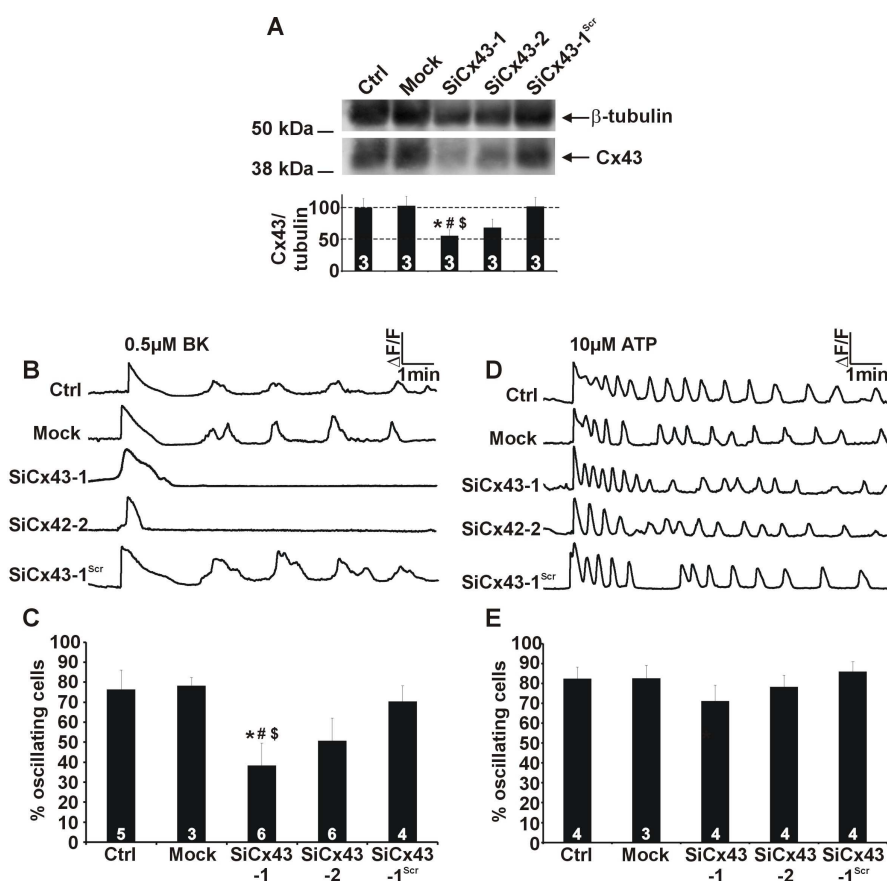 A
Ctrl
Mock
SiCx43-1
SiCx43-2
SiCx43-1Scr
50 kDa
β-tubulin
38 kDa
Cx43
Cx43/
tubulin
100
50
0
* # $
3 3 3 3 3
B
0.5µM BK
ΔF/F
1min
Ctrl
Mock
SiCx43-1
SiCx42-2
SiCx43-1Scr
D
10µM ATP
ΔF/F
1min
Ctrl
Mock
SiCx43-1
SiCx42-2
SiCx43-1Scr
C
% oscillating cells
100
90
80
70
60
50
40
30
20
10
0
* # $
5 3 6 6 4
Ctrl Mock SiCx43 SiCx43 SiCx43
-1 -2 -1Scr
E
% oscillating cells
100
90
80
70
60
50
40
30
20
10
0
4 3 4 4 4
Ctrl Mock SiCx43 SiCx43 SiCx43
-1 -2 -1Scr